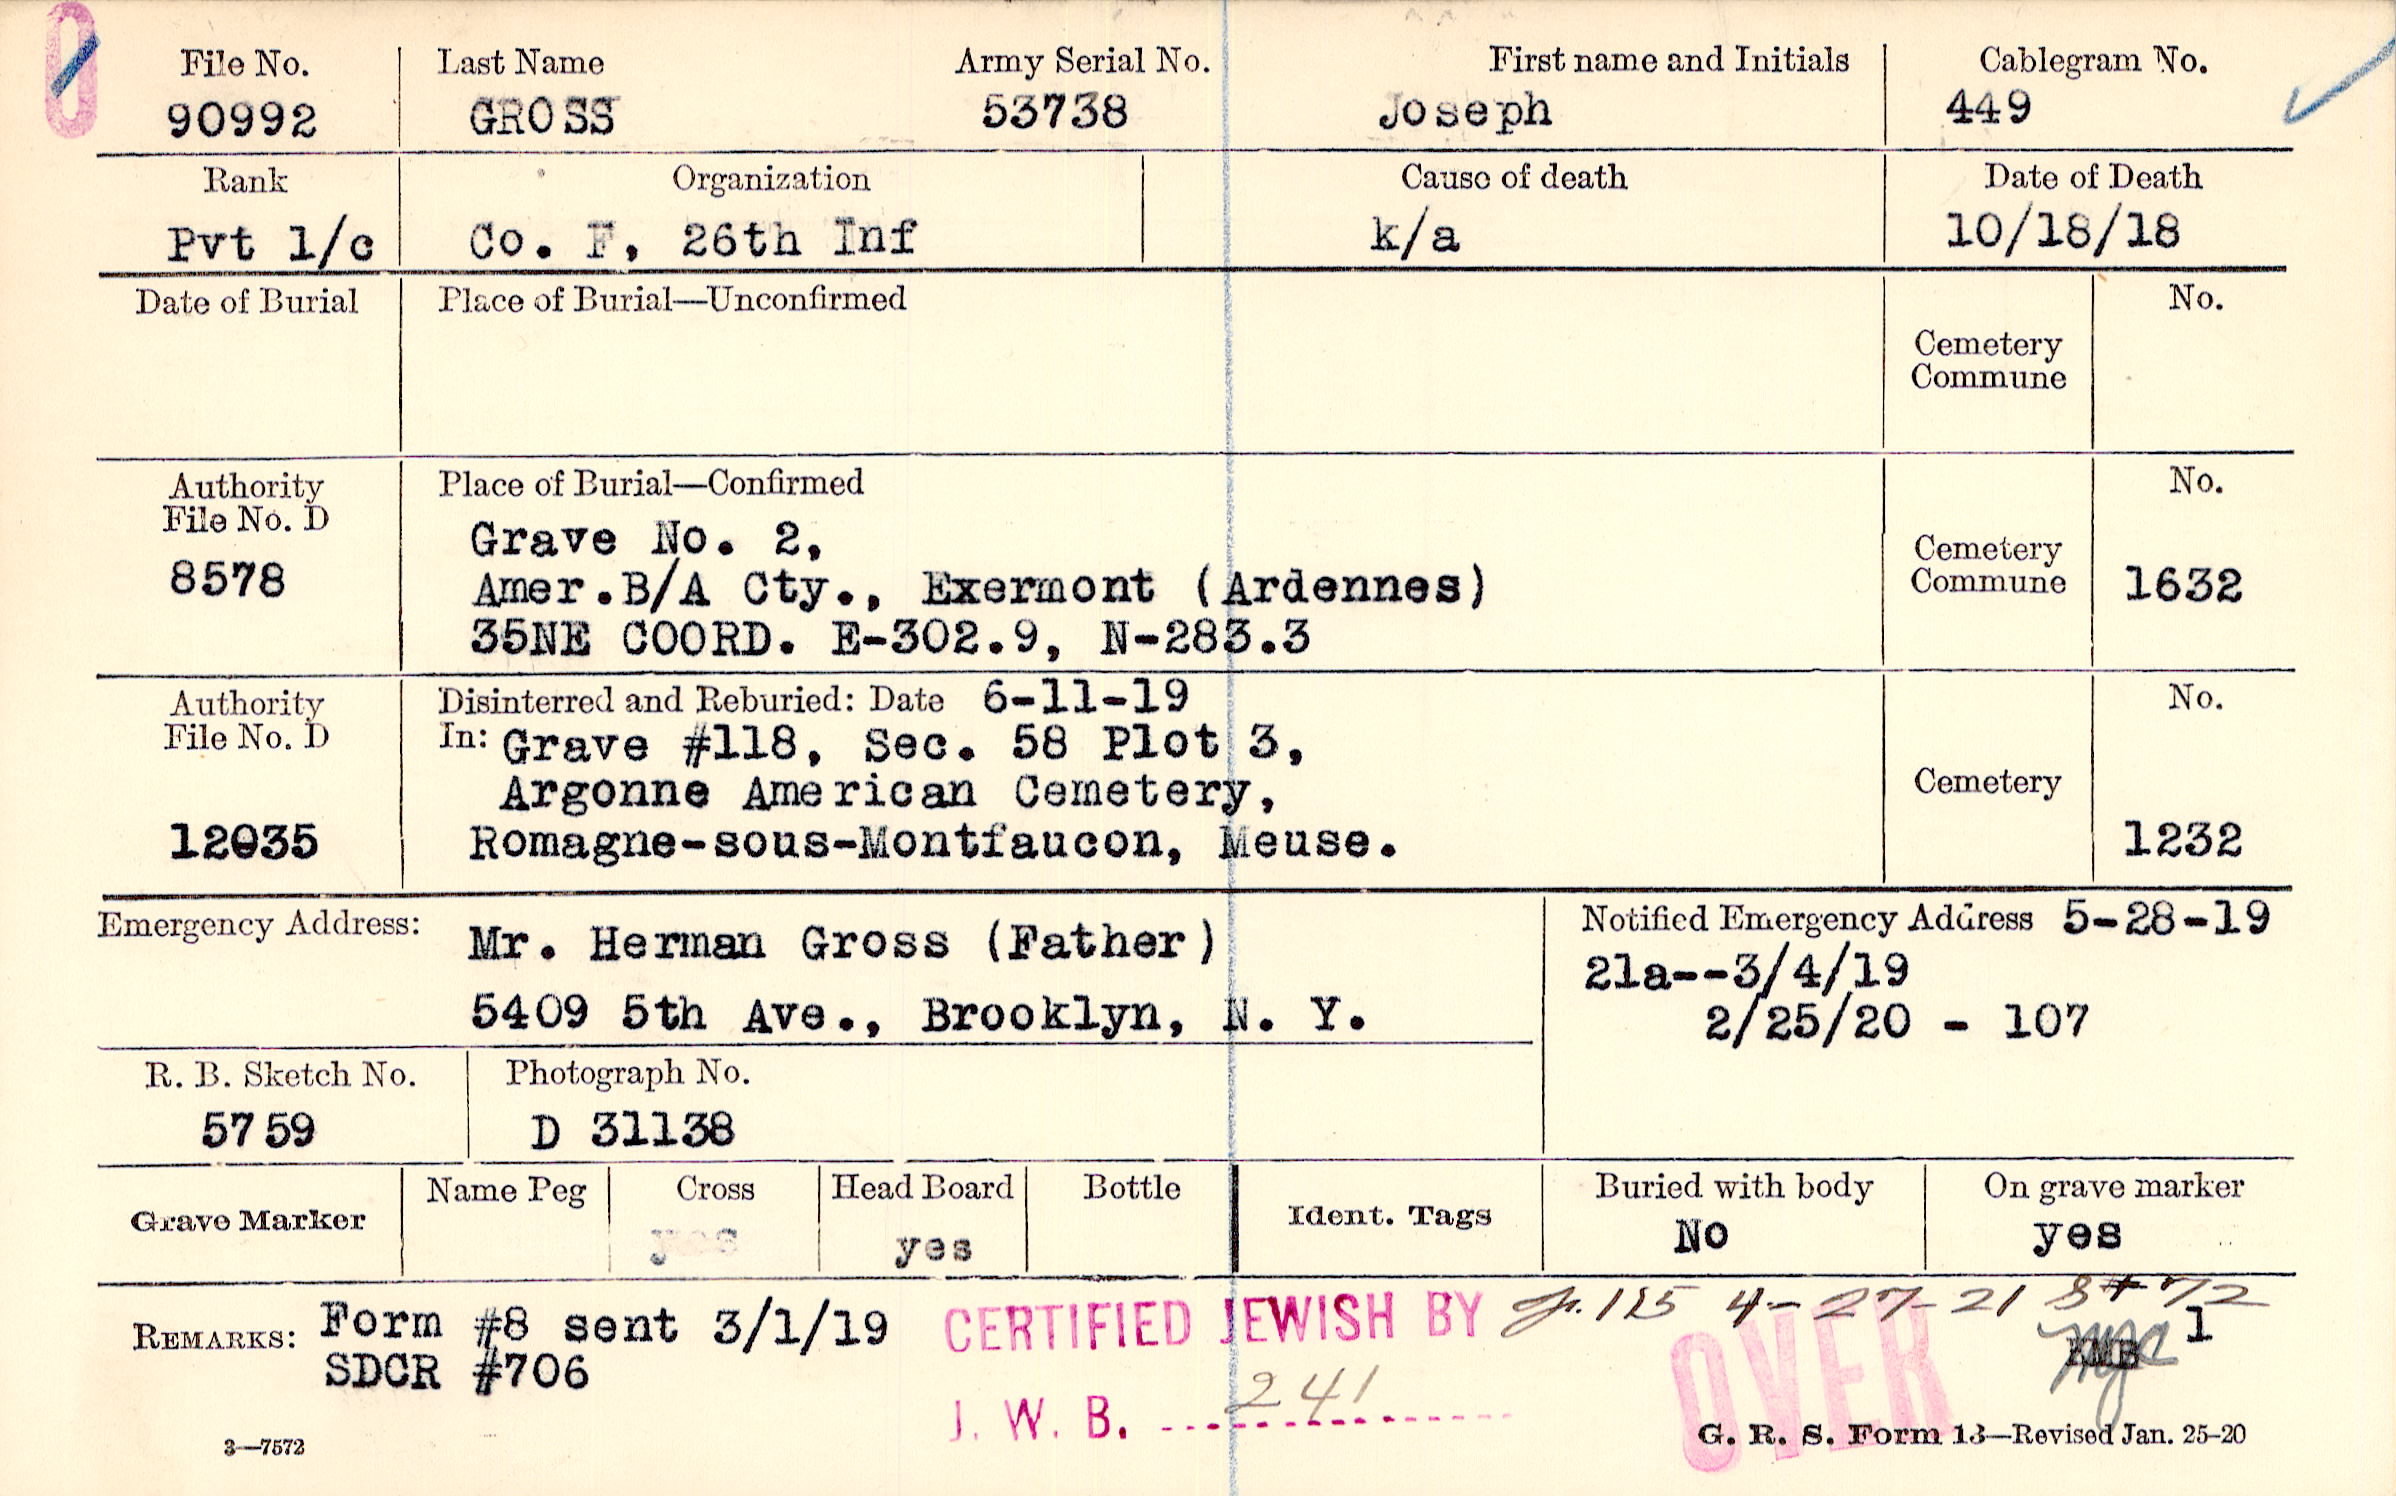 File No. Last Name Army Serial No. First name and Initials Cablegram No.
90992 GROSS 53738 Joseph 449
Rank Organization Cause of death Date of Death
Pvt 1/c Co. F, 26th Inf k/a 10/18/18
Date of Burial Place of Burial—Unconfirmed No.
Cemetery
Commune
Authority Place of Burial—Confirmed No.
File No. D
8578
Grave No. 2,
Amer.B/A Cty., Exermont (Ardennes)
35NE COORD. E-302.9, N-283.3
Cemetery
Commune 1632
Authority Disinterred and Reburied: Date 6-11-19 No.
File No. D In: Grave #118, Sec. 58 Plot 3,
Argonne American Cemetery, Cemetery
12035 Romagne-sous-Montfaucon, Meuse. 1232
Emergency Address: Mr. Herman Gross (Father)
5409 5th Ave., Brooklyn, N. Y.
Notified Emergency Address 5-28-19
21a--3/4/19
2/25/20 - 107
R. B. Sketch No. Photograph No.
5759 D 31138
Grave Marker Name Peg Cross Head Board Bottle Ident. Tags Buried with body On grave marker
yes yes No yes
REMARKS: Form #8 sent 3/1/19
SDCR #706
CERTIFIED JEWISH BY
J. W. B. 241
115 4-27-21
1
OVER
3—7572
G. R. S. Form 13—Revised Jan. 25-20